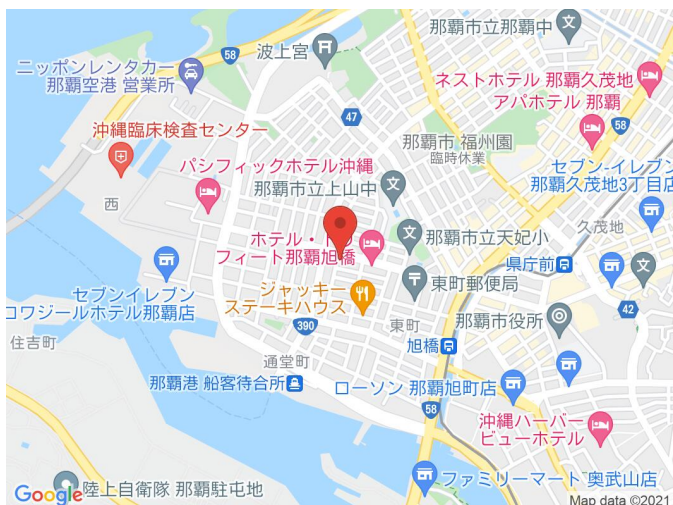 那覇市立那覇中
波上宮
58
ニッポンレンタカー
那覇空港 営業所
ネストホテル 那覇久茂地
アパホテル 那覇
47
58
沖縄臨床検査センター
那覇市 福州園
臨時休業
パシフィックホテル沖縄
セブン-イレブン
那覇久茂地3丁目店
那覇市立上山中
西
久茂地
那覇市立天妃小
フィート那覇旭橋
県庁前
セブンイレブン
ロワジールホテル那覇店
東町郵便局
ジャッキー
ステーキハウス
42
那覇市役所
390
東町
住吉町
旭橋
通堂町
那覇港 船客待合所
ローソン 那覇旭町店
58
沖縄ハーバー
ビューホテル
ファミリーマート 奥武山店
Google
陸上自衛隊 那覇駐屯地
Map data ©2021